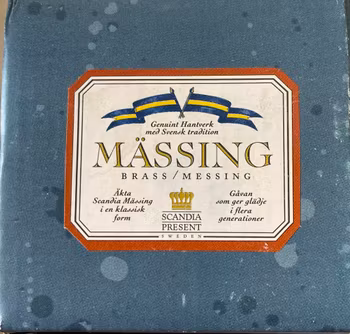 Genuint Hantverk
med Svensk tradition
MÄSSING
BRASS/MESSING
Äkta
Scandia Mässing
i en klassisk
form
SCANDIA
PRESENT
SWEDEN
Gåvan
som ger glädje
i flera
generationer